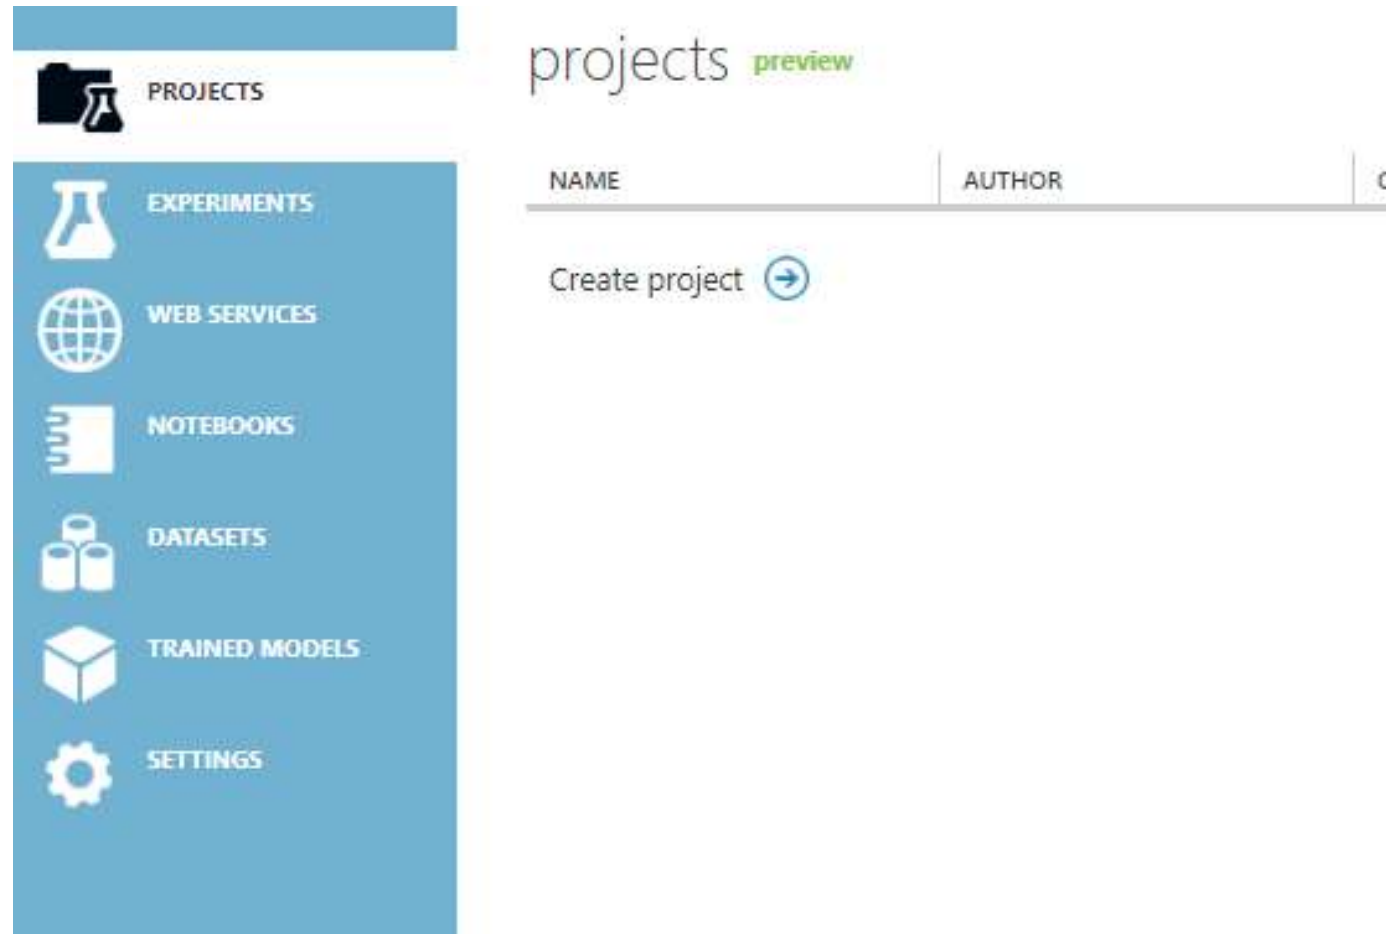 PROJECTS
EXPERIMENTS
WEB SERVICES
NOTEBOOKS
DATASETS
TRAINED MODELS
SETTINGS
projects preview
NAME AUTHOR
Create project